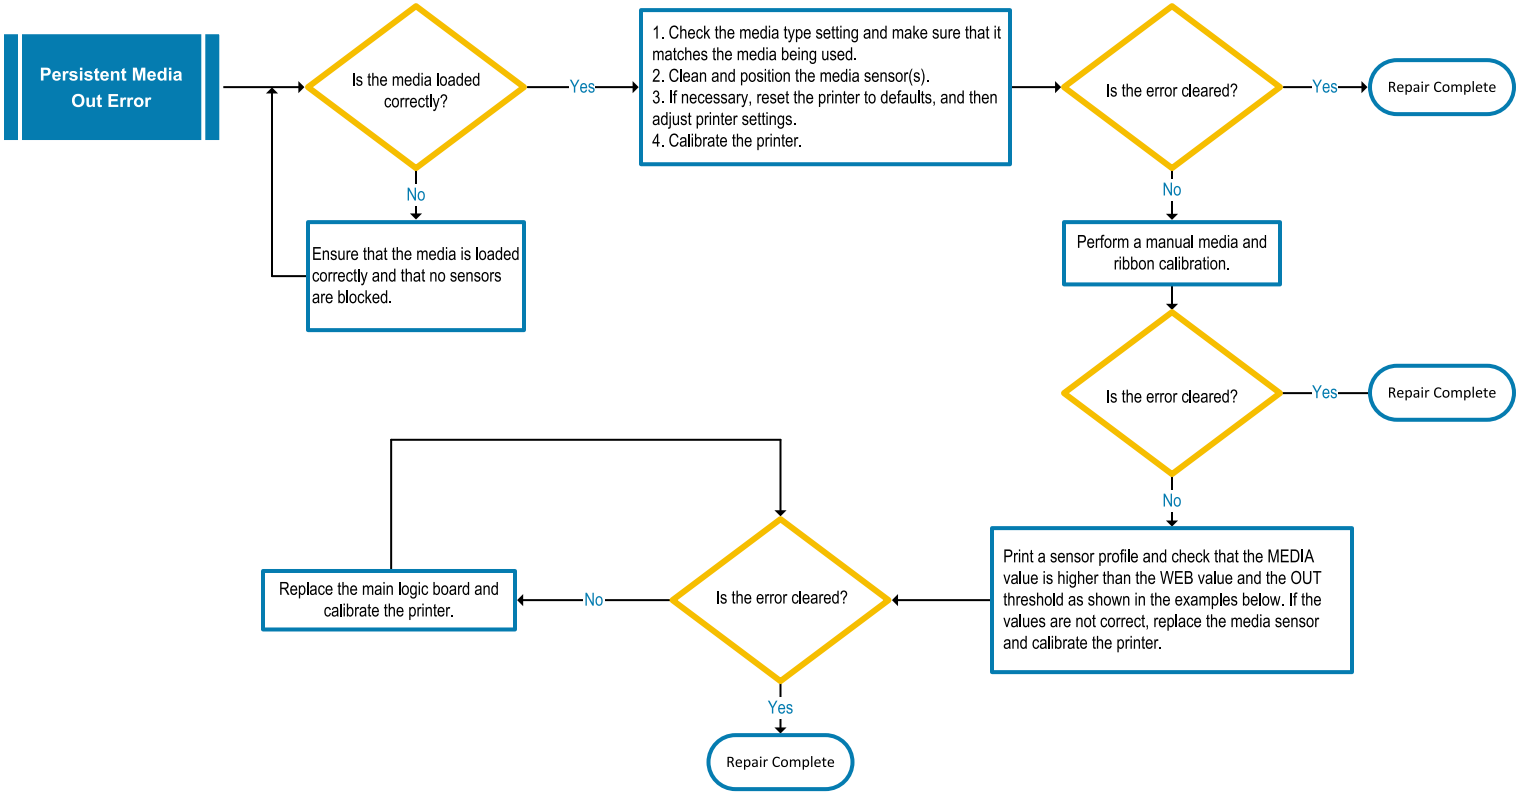 Persistent Media
Out Error
Is the media loaded
correctly?
Yes
1. Check the media type setting and make sure that it
matches the media being used.
2. Clean and position the media sensor(s).
3. If necessary, reset the printer to defaults, and then
adjust printer settings.
4. Calibrate the printer.
Is the error cleared?
Yes
Repair Complete
No
Ensure that the media is loaded
correctly and that no sensors
are blocked.
No
Perform a manual media and
ribbon calibration.
Is the error cleared?
Yes
Repair Complete
No
Print a sensor profile and check that the MEDIA
value is higher than the WEB value and the OUT
threshold as shown in the examples below. If the
values are not correct, replace the media sensor
and calibrate the printer.
Is the error cleared?
No
Replace the main logic board and
calibrate the printer.
Yes
Repair Complete